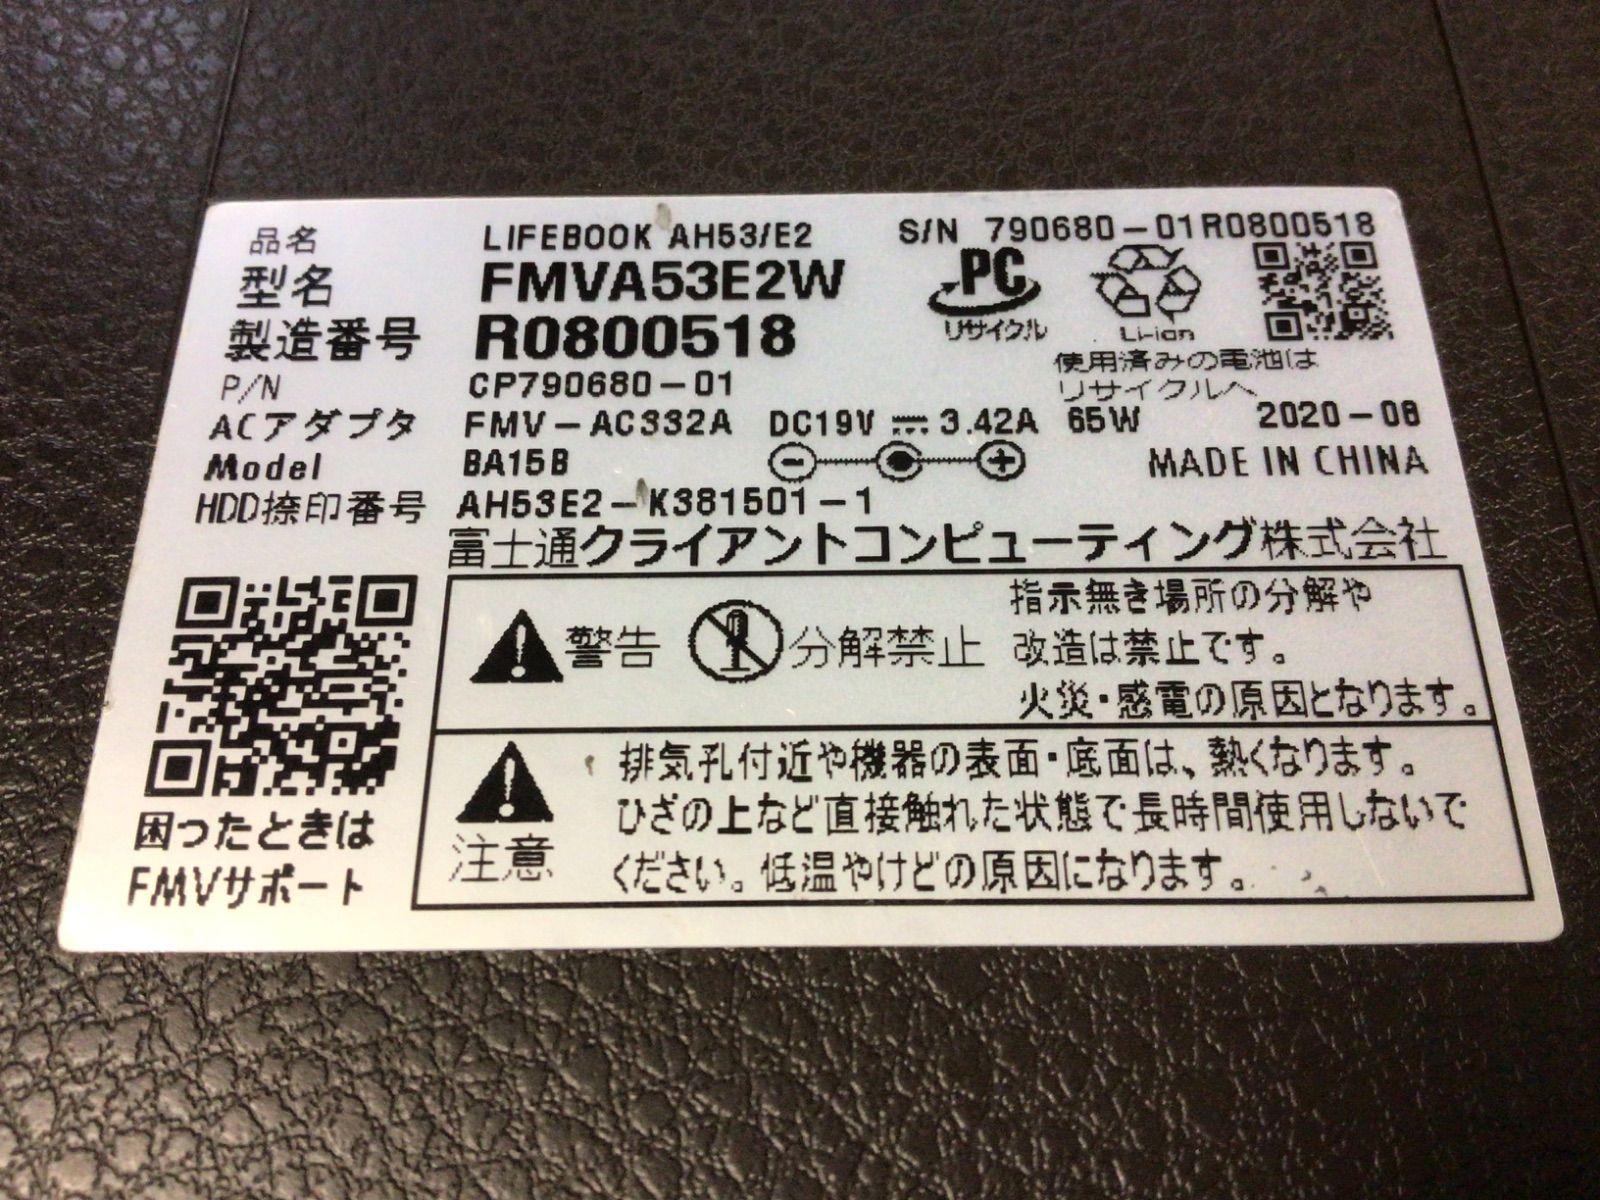 品名 LIFEBOOK AH53/E2 S/N 790680-01R0800518
型名 FMVA53E2W
製造番号 R0800518
PC
リサイクル
Li-ion
使用済みの電池は
リサイクルへ
P/N CP790680-01
ACアダプタ FMV-AC332A DC19V 3.42A 65W 2020-08
Model BA15B MADE IN CHINA
HDD捺印番号 AH53E2-K381501-1
富士通クライアントコンピューティング株式会社
警告 分解禁止
指示無き場所の分解や
改造は禁止です。
火災・感電の原因となります。
注意
排気孔付近や機器の表面・底面は、熱くなります。
ひざの上など直接触れた状態で長時間使用しないで
ください。低温やけどの原因になります。
困ったときは
FMVサポート